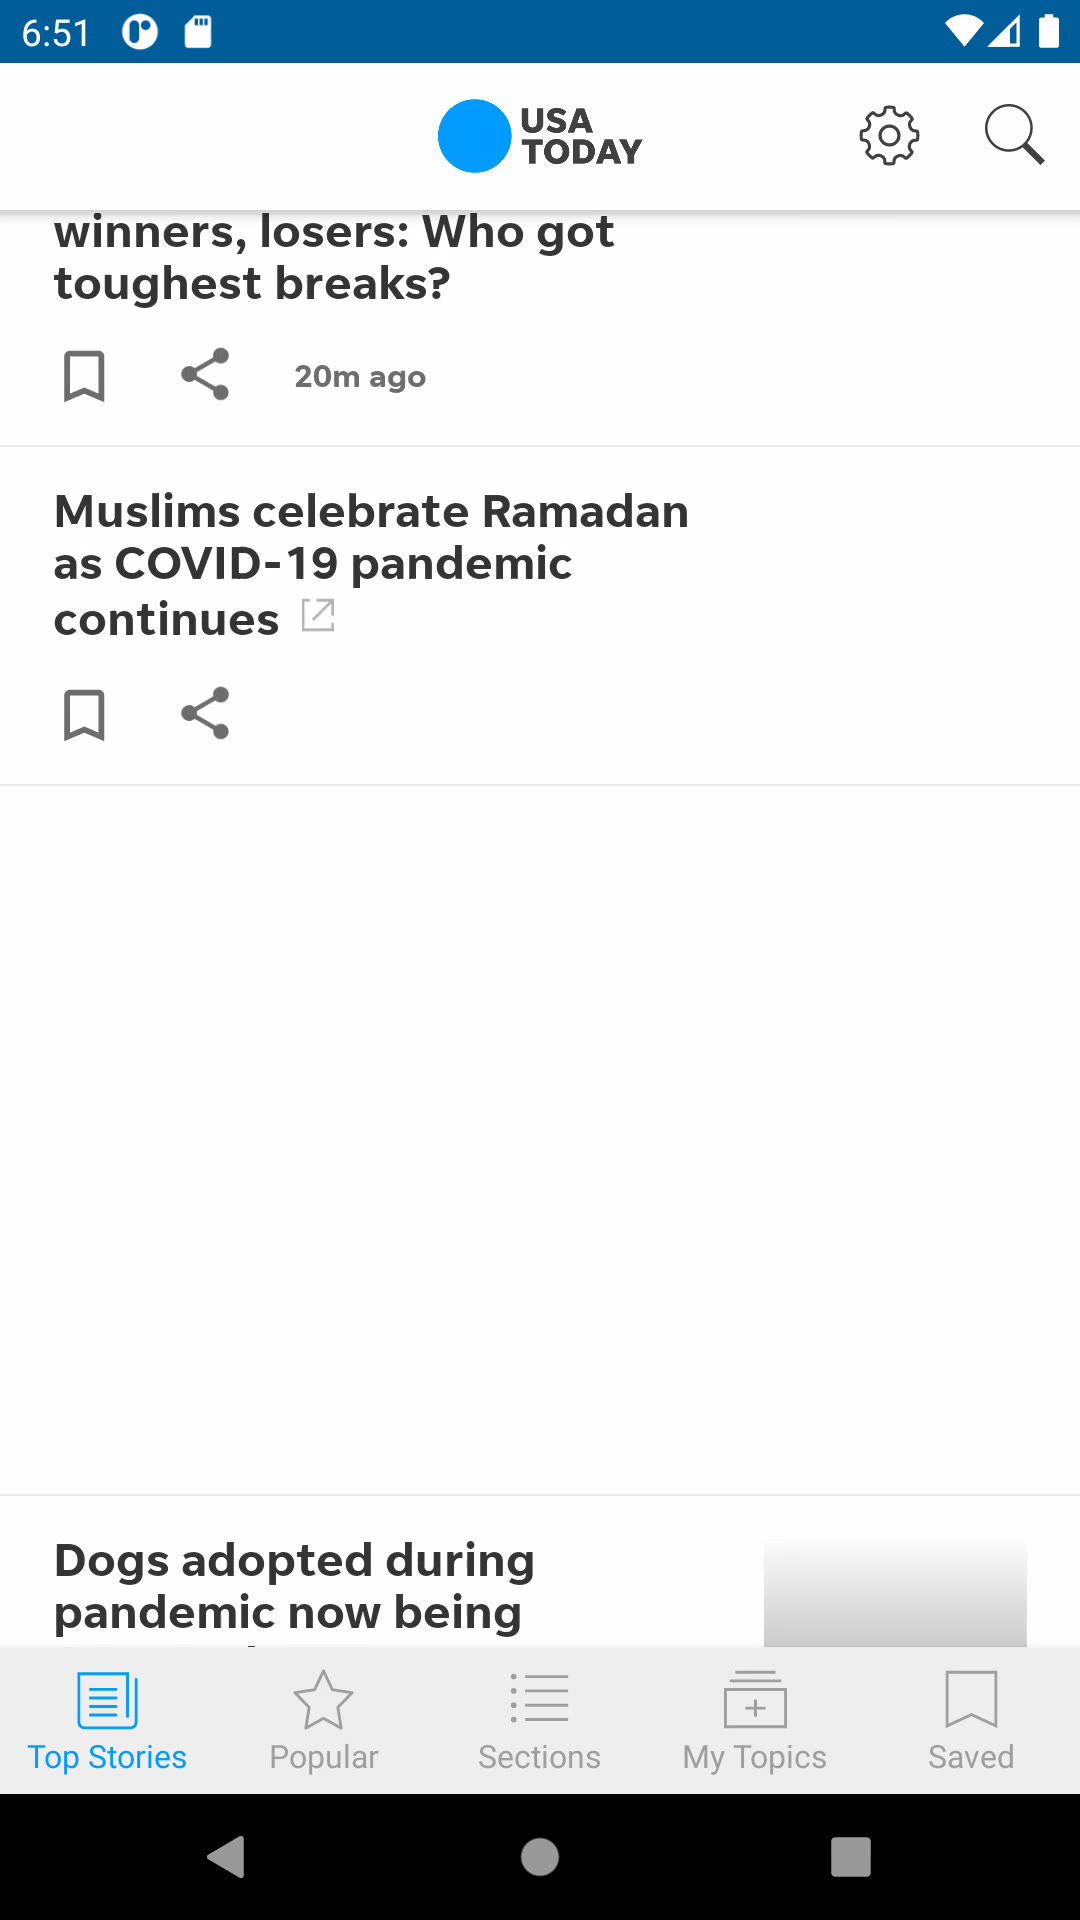 6:51
USA
TODAY
winners, losers: Who got
toughest breaks?
20m ago
Muslims celebrate Ramadan
as COVID-19 pandemic
continues
Dogs adopted during
pandemic now being
Top Stories
Popular
Sections
My Topics
Saved